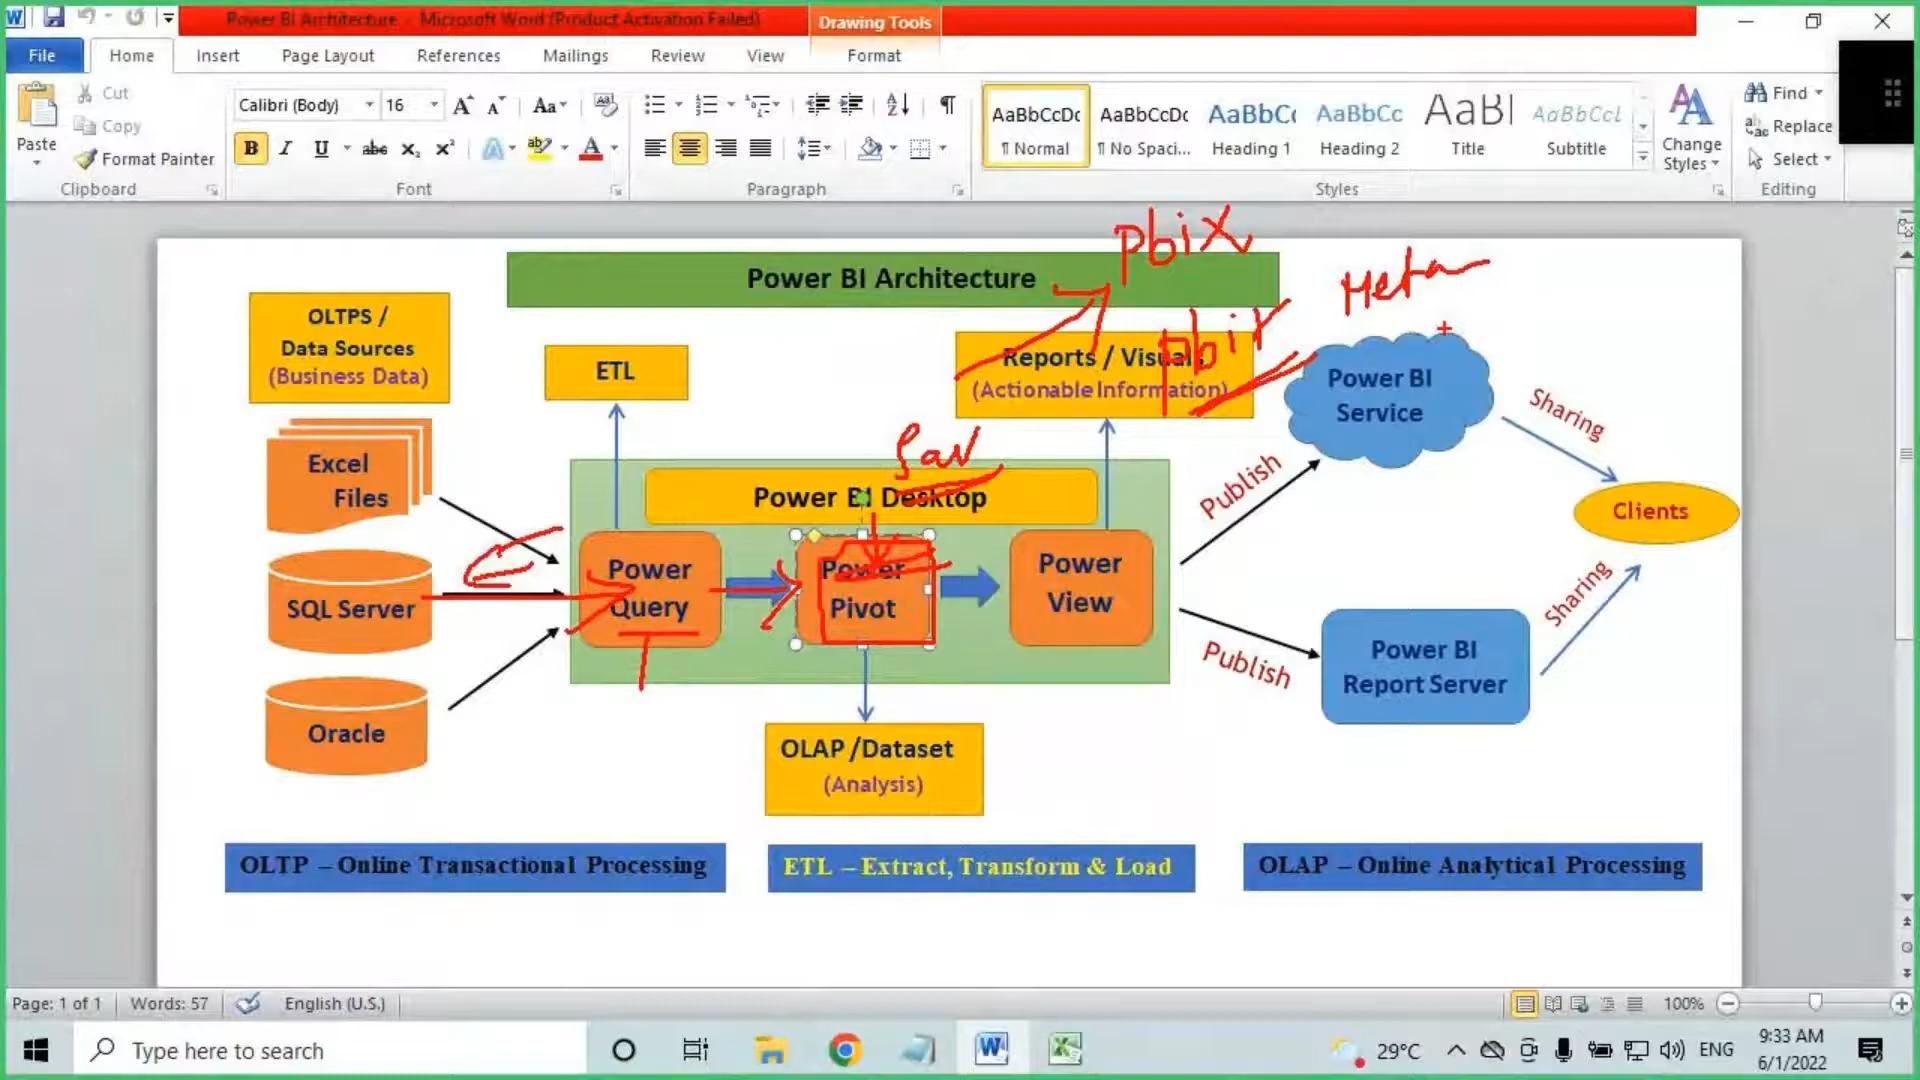 Power BI Architecture - Microsoft Word (Product Activation Failed)
Drawing Tools
File Home Insert Page Layout References Mailings Review View Format
Paste
Cut
Copy
Format Painter
Clipboard
Calibri (Body) 16
Aa
B I U abc X₂ X²
Font
Paragraph
AaBbCcDc AaBbCcDc AaBbCc AaBbCc AaBl AaBbCcL
¶ Normal ¶ No Spaci... Heading 1 Heading 2 Title Subtitle
Styles
Change
Styles
Find
Replace
Select
Editing
pbix
Meta
pbit
Sav
Power BI Architecture
OLTPS /
Data Sources
(Business Data)
ETL
Reports / Visuals
(Actionable Information)
Excel
Files
SQL Server
Oracle
Power BI Desktop
Power
Query
Power
Pivot
Power
View
OLAP /Dataset
(Analysis)
Publish
Publish
Power BI
Service
Power BI
Report Server
Sharing
Sharing
Clients
OLTP – Online Transactional Processing
ETL – Extract, Transform & Load
OLAP – Online Analytical Processing
Page: 1 of 1 Words: 57 English (U.S.) 100%
Type here to search
29°C ENG
9:33 AM
6/1/2022